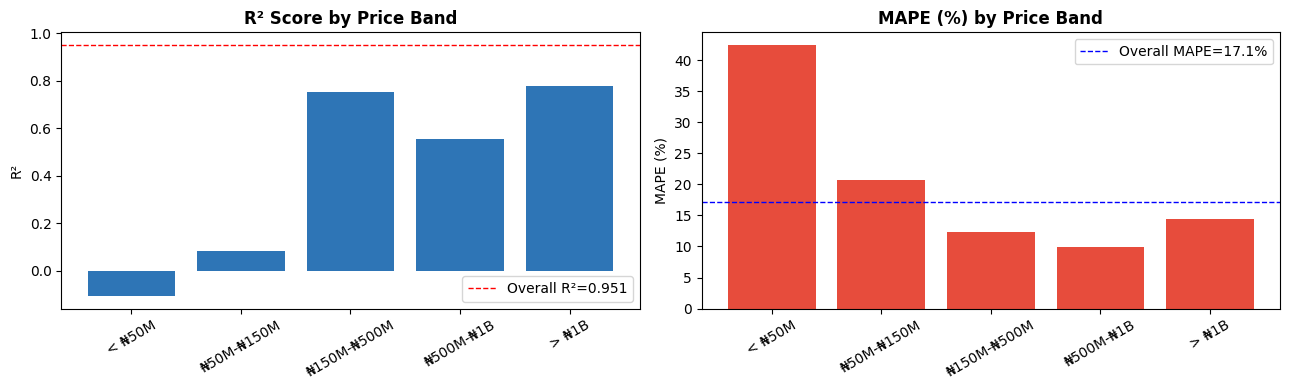 R² Score by Price Band
R²
1.0
0.8
0.6
0.4
0.2
0.0
Overall R²=0.951
< ₦50M
₦50M-₦150M
₦150M-₦500M
₦500M-₦1B
> ₦1B
MAPE (%) by Price Band
MAPE (%)
40
35
30
25
20
15
10
5
0
Overall MAPE=17.1%
< ₦50M
₦50M-₦150M
₦150M-₦500M
₦500M-₦1B
> ₦1B